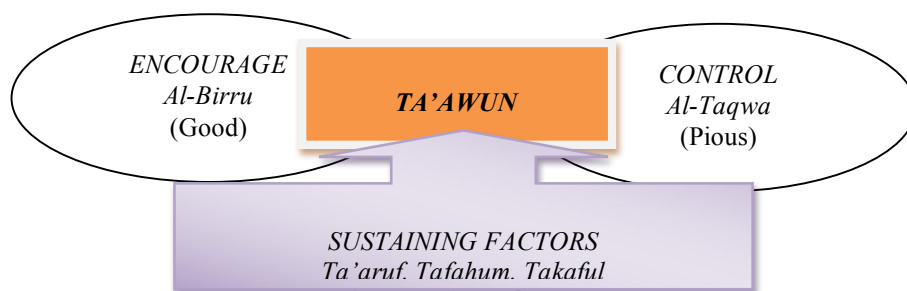 ENCOURAGE
Al-Birru
(Good)
TA’AWUN
CONTROL
Al-Taqwa
(Pious)
SUSTAINING FACTORS
Ta’aruf, Tafahum, Takaful